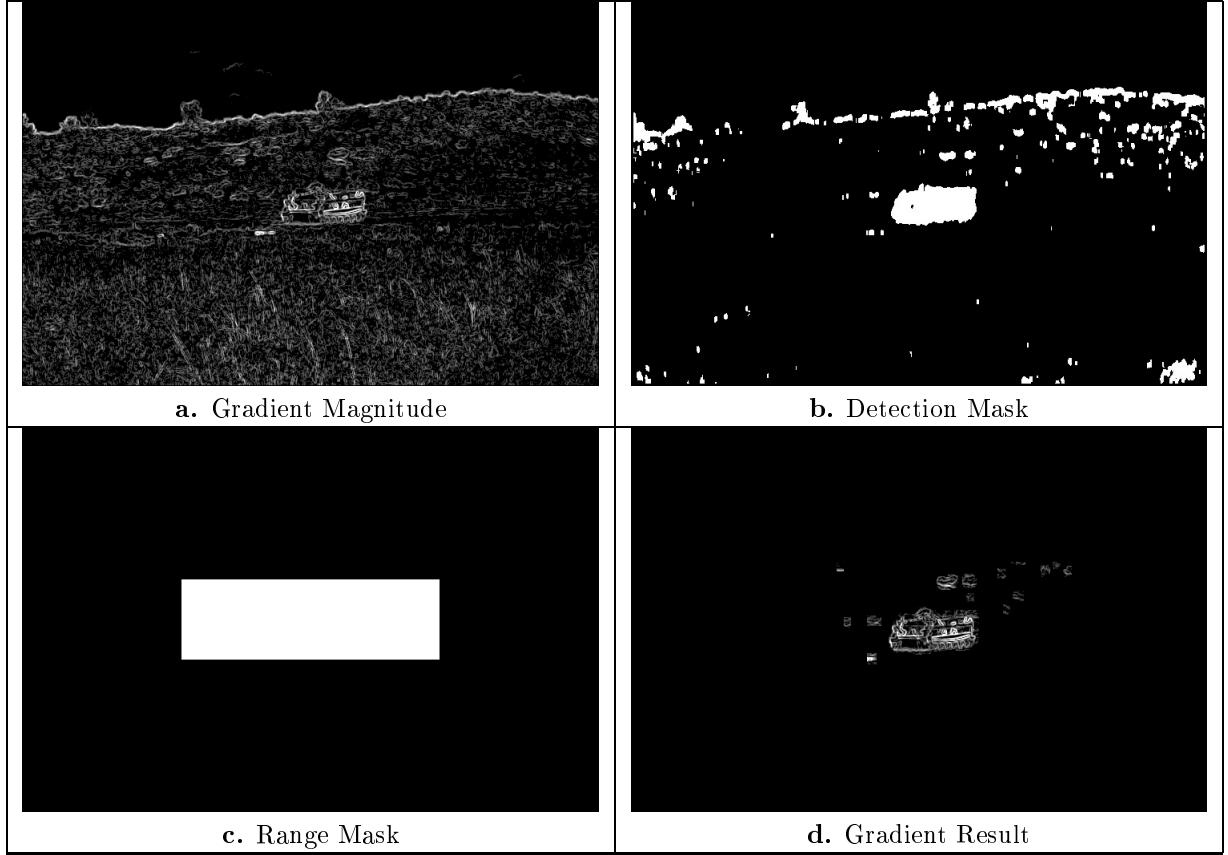 a. Gradient Magnitude
b. Detection Mask
c. Range Mask
d. Gradient Result